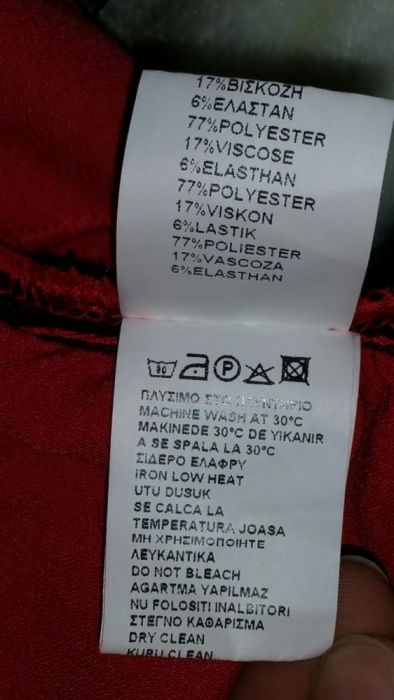 17%ΒΙΣΚΟΖΗ
6%ΕΛΑΣΤΑΝ
77%POLYESTER
17%VISCOSE
6%ELASTHAN
77%POLYESTER
17%VISKON
6%LASTIK
77%POLIESTER
17%VASCOZA
6%ELASTHAN
30 P
ΠΛΥΣΙΜΟ ΣΤΟ ΠΛΥΝΤΗΡΙΟ
MACHINE WASH AT 30°C
MAKINEDE 30°C DE YIKANIR
A SE SPALA LA 30°C
ΣΙΔΕΡΟ ΕΛΑΦΡΥ
IRON LOW HEAT
UTU DUSUK
SE CALCA LA
TEMPERATURA JOASA
ΜΗ ΧΡΗΣΙΜΟΠΟΙΗΤΕ
ΛΕΥΚΑΝΤΙΚΑ
DO NOT BLEACH
AGARTMA YAPILMAZ
NU FOLOSITI INALBITORI
ΣΤΕΓΝΟ ΚΑΘΑΡΙΣΜΑ
DRY CLEAN
KURU CLEAN